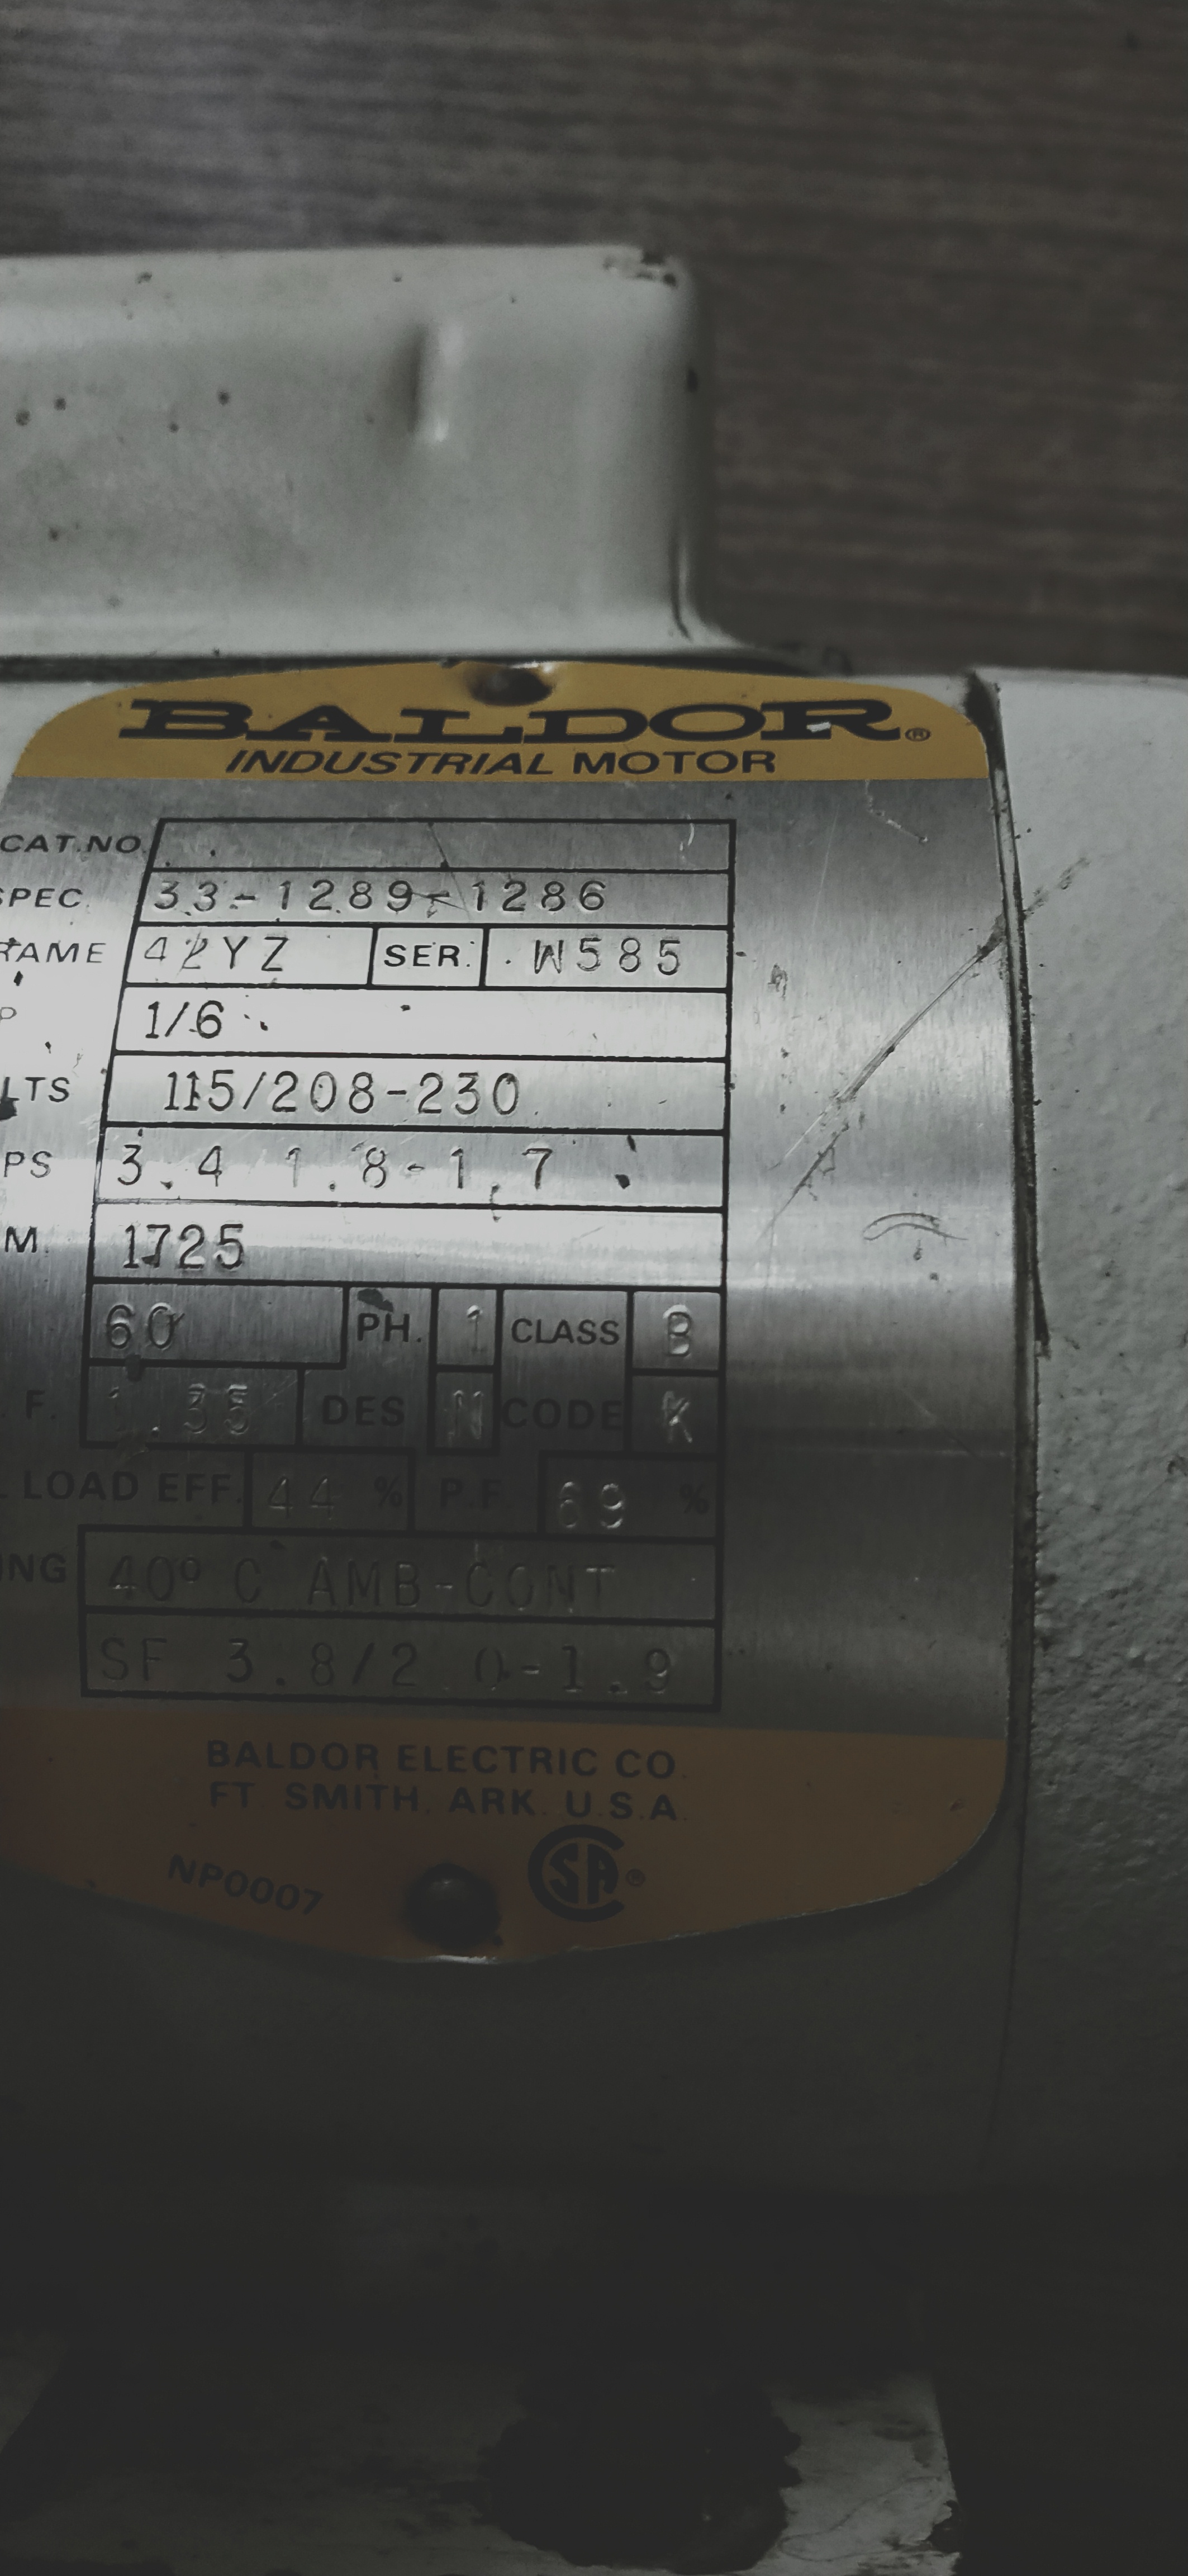 BALDOR®
INDUSTRIAL MOTOR
CAT.NO.
SPEC. 33-1289-1286
RAME 42YZ SER. W585
P 1/6
LTS 115/208-230
PS 3.4 1.8-1.7
M. 1725
60 PH. 1 CLASS B
F. 1.35 DES N CODE K
LOAD EFF. 44 % P.F. 69 %
NG 40° C AMB-CONT
SF 3.8/2.0-1.9
BALDOR ELECTRIC CO.
FT. SMITH, ARK. U.S.A.
NP0007 SA®